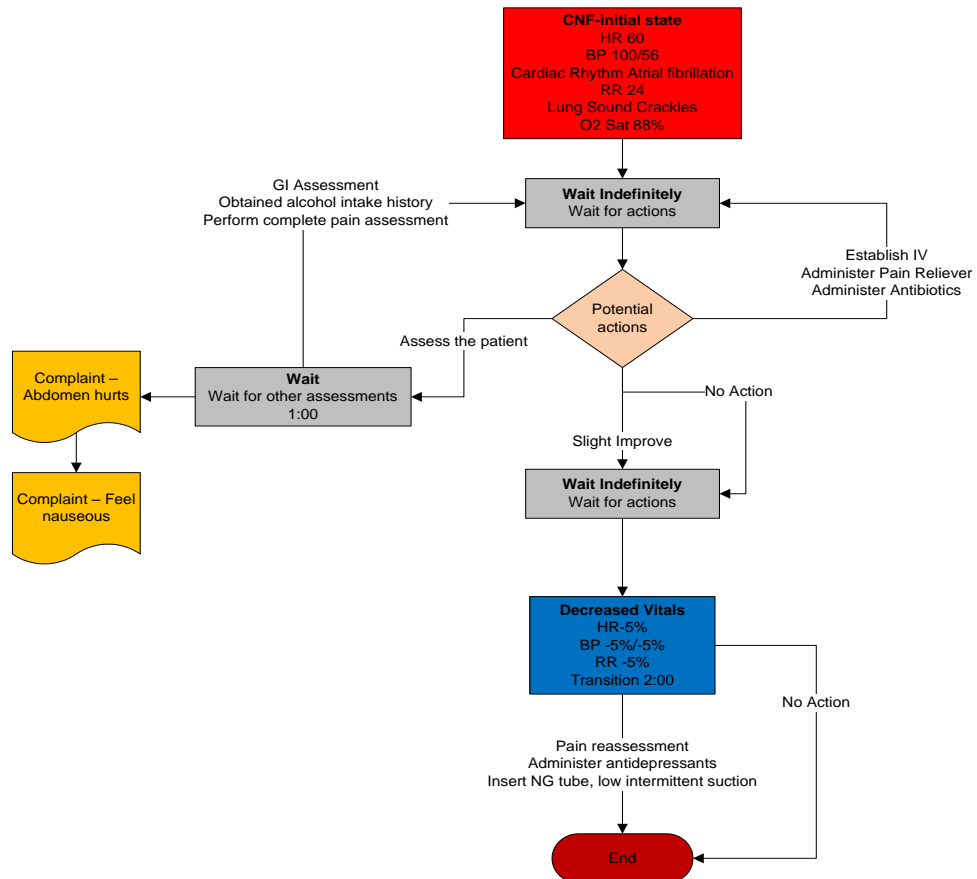 CNF-initial state
HR 60
BP 100/56
Cardiac Rhythm Atrial fibrillation
RR 24
Lung Sound Crackles
O2 Sat 88%
GI Assessment
Obtained alcohol intake history
Perform complete pain assessment
Wait Indefinitely
Wait for actions
Establish IV
Administer Pain Reliever
Administer Antibiotics
Potential
actions
Assess the patient
Complaint –
Abdomen hurts
Wait
Wait for other assessments
1:00
No Action
Slight Improve
Complaint – Feel
nauseous
Wait Indefinitely
Wait for actions
Decreased Vitals
HR-5%
BP -5%/-5%
RR -5%
Transition 2:00
No Action
Pain reassessment
Administer antidepressants
Insert NG tube, low intermittent suction
End